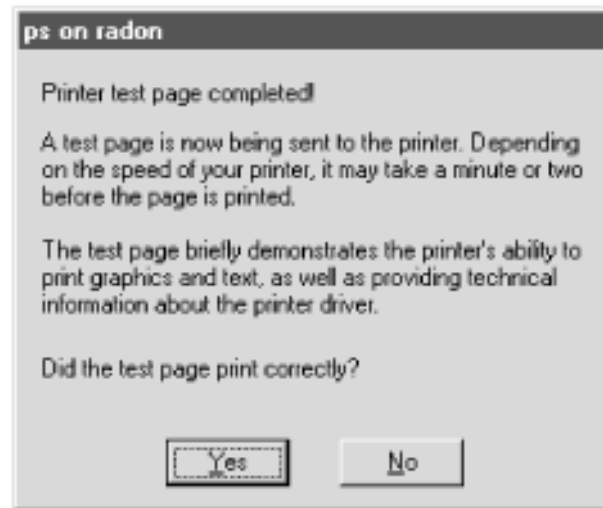 ps on radon
Printer test page completed!
A test page is now being sent to the printer. Depending
on the speed of your printer, it may take a minute or two
before the page is printed.
The test page briefly demonstrates the printer's ability to
print graphics and text, as well as providing technical
information about the printer driver.
Did the test page print correctly?
Yes No